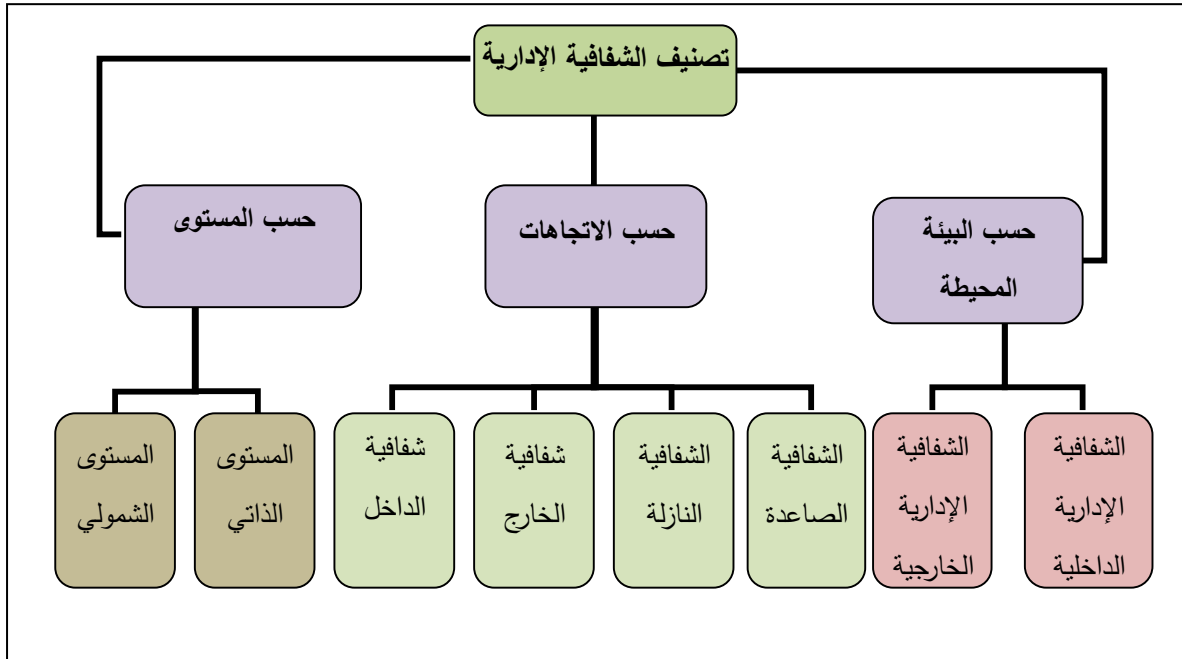 تصنيف الشفافية الإدارية
حسب البيئة
المحيطة
حسب الاتجاهات
حسب المستوى
الشفافية
الإدارية
الداخلية
الشفافية
الإدارية
الخارجية
الشفافية
الصاعدة
الشفافية
النازلة
شفافية
الخارج
شفافية
الداخل
المستوى
الذاتي
المستوى
الشمولي